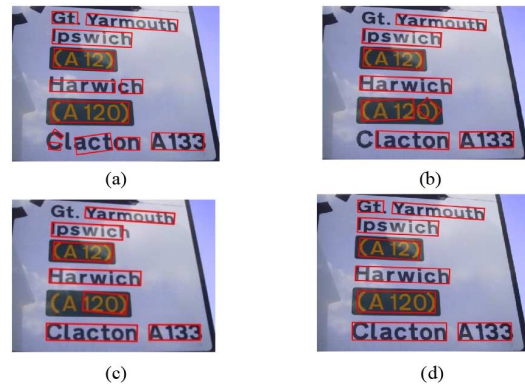 Gt. Yarmouth
Ipswich
(A 12)
Harwich
(A 120)
Clacton A133
(a)
Gt. Yarmouth
Ipswich
(A 12)
Harwich
(A 120)
Clacton A133
(b)
Gt. Yarmouth
Ipswich
(A 12)
Harwich
(A 120)
Clacton A133
(c)
Gt. Yarmouth
Ipswich
(A 12)
Harwich
(A 120)
Clacton A133
(d)